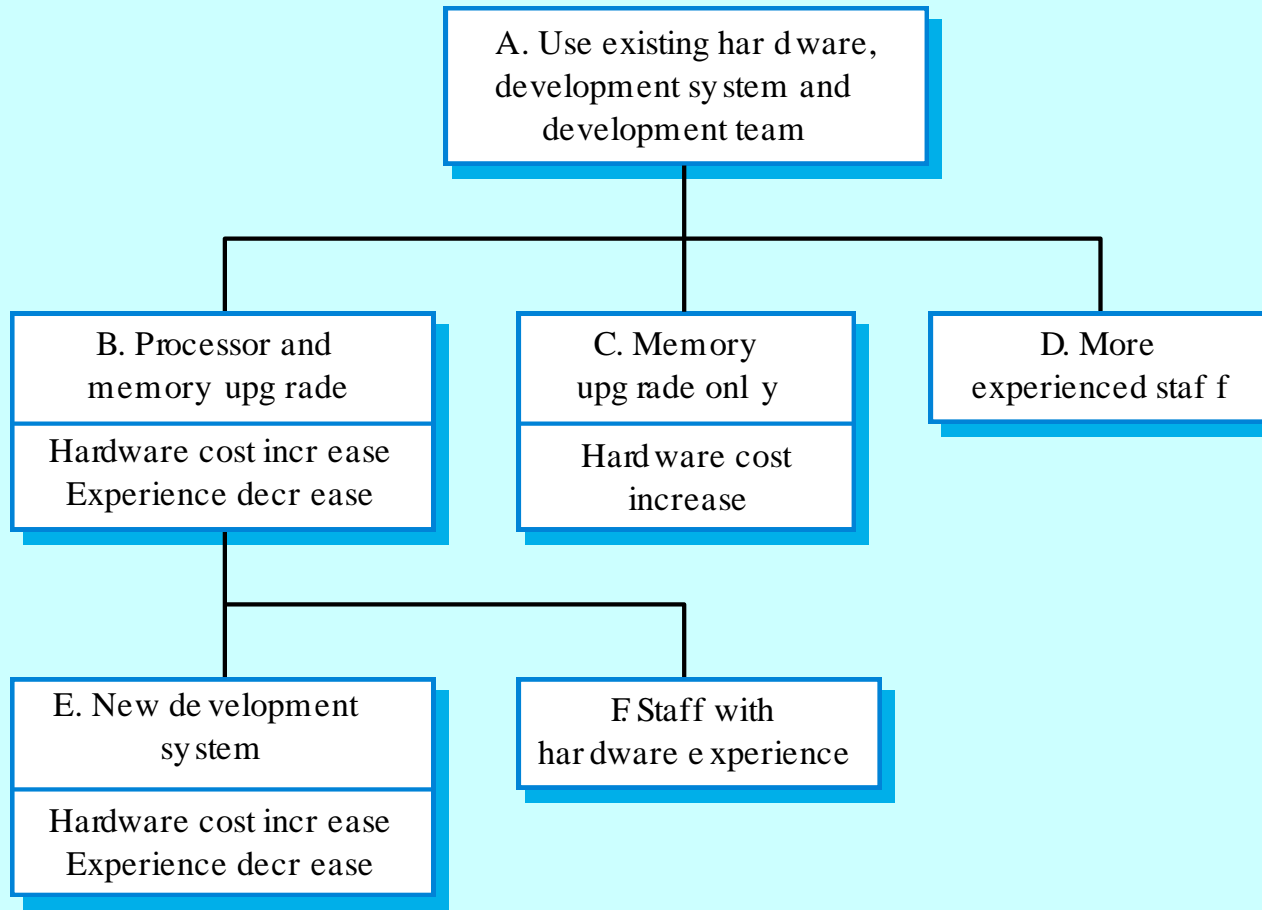 A. Use existing hardware,
development system and
development team
B. Processor and
memory upgrade
Hardware cost increase
Experience decrease
C. Memory
upgrade only
Hardware cost
increase
D. More
experienced staff
E. New development
system
Hardware cost increase
Experience decrease
F. Staff with
hardware experience